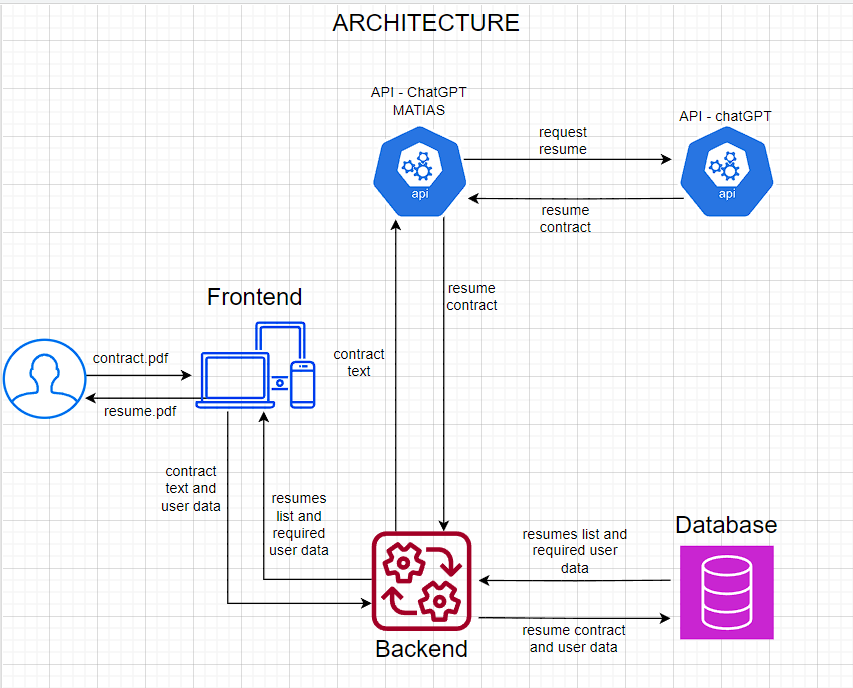 ARCHITECTURE
API - ChatGPT
MATIAS
API - chatGPT
request
resume
api
api
resume
contract
Frontend
resume
contract
contract.pdf
contract
text
resume.pdf
contract
text and
user data
resumes
list and
required
user data
Database
resumes list and
required user
data
resume contract
and user data
Backend